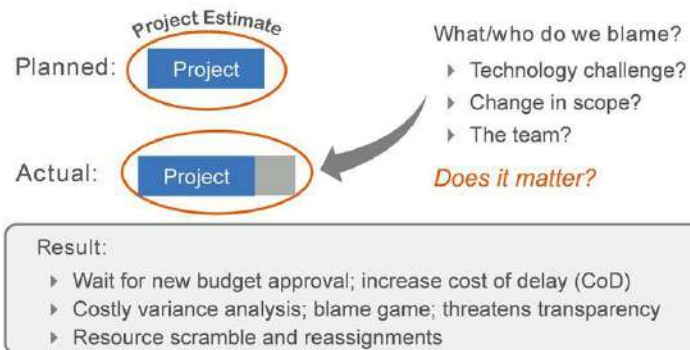 Project Estimate
Planned:
Project
What/who do we blame?
Technology challenge?
Change in scope?
The team?
Actual:
Project
Does it matter?
Result:
Wait for new budget approval; increase cost of delay (CoD)
Costly variance analysis; blame game; threatens transparency
Resource scramble and reassignments